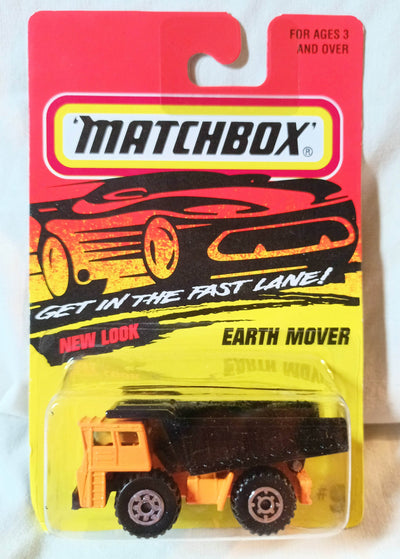 FOR AGES 3
AND OVER
'MATCHBOX'®
GET IN THE FAST LANE!
NEW LOOK
EARTH MOVER